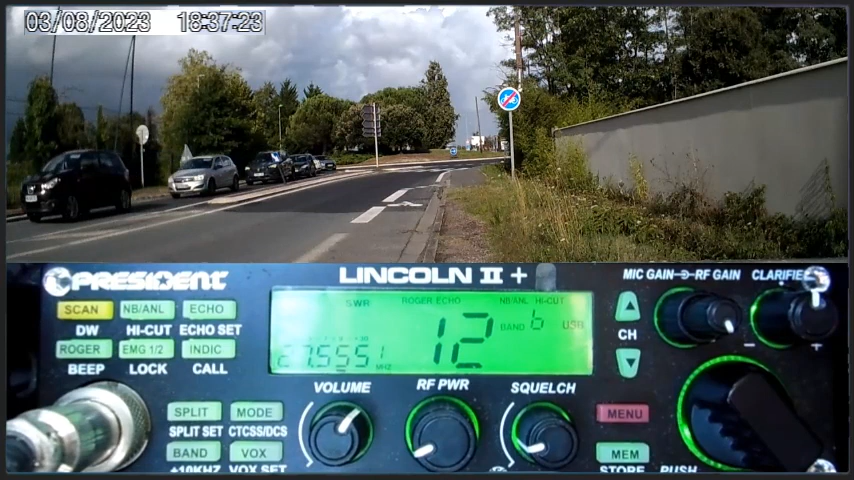 03/08/2023 18:37:23
PRESIDENT
LINCOLN II +
MIC GAIN RF GAIN CLARIFIE
SCAN NB/ANL ECHO
DW HI-CUT ECHO SET
ROGER EMG 1/2 INDIC
BEEP LOCK CALL
SWR ROGER ECHO NB/ANL HI-CUT
12 BAND b USB
27.555 MHZ
CH
VOLUME RF PWR SQUELCH
SPLIT MODE
SPLIT SET CTCSS/DCS
BAND VOX
+10KHZ VOX SET
MENU
MEM
STORE PUSH